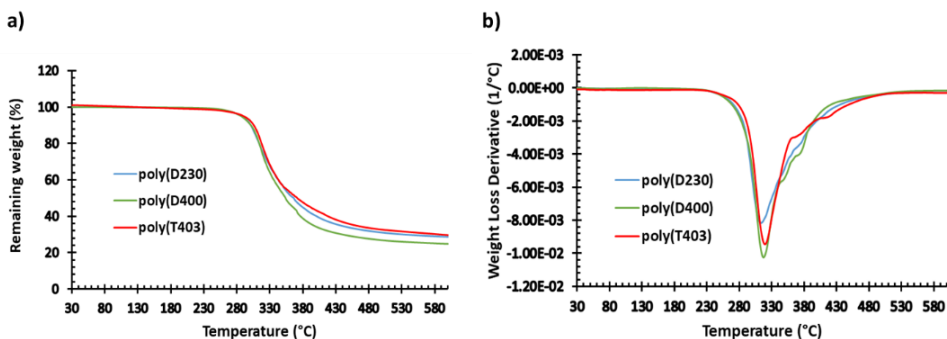 a)
Remaining weight (%)
120
100
80
60
40
20
0
poly(D230)
poly(D400)
poly(T403)
30 80 130 180 230 280 330 380 430 480 530 580
Temperature (°C)
b)
Weight Loss Derivative (1/°C)
2.00E-03
0.00E+00
-2.00E-03
-4.00E-03
-6.00E-03
-8.00E-03
-1.00E-02
-1.20E-02
poly(D230)
poly(D400)
poly(T403)
30 80 130 180 230 280 330 380 430 480 530 580
Temperature (°C)